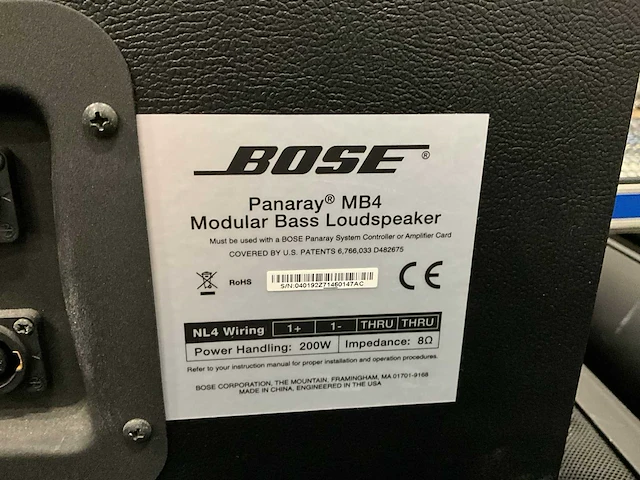 BOSE®
Panaray® MB4
Modular Bass Loudspeaker
Must be used with a BOSE Panaray System Controller or Amplifier Card
COVERED BY U.S. PATENTS 6,766,033 D482675
RoHS
S/N:040192Z71460147AC
CE
NL4 Wiring 1+ 1- THRU THRU
Power Handling: 200W Impedance: 8Ω
Refer to your instruction manual for proper installation and operation procedures.
BOSE CORPORATION, THE MOUNTAIN, FRAMINGHAM, MA 01701-9168
MADE IN CHINA, ENGINEERED IN THE USA